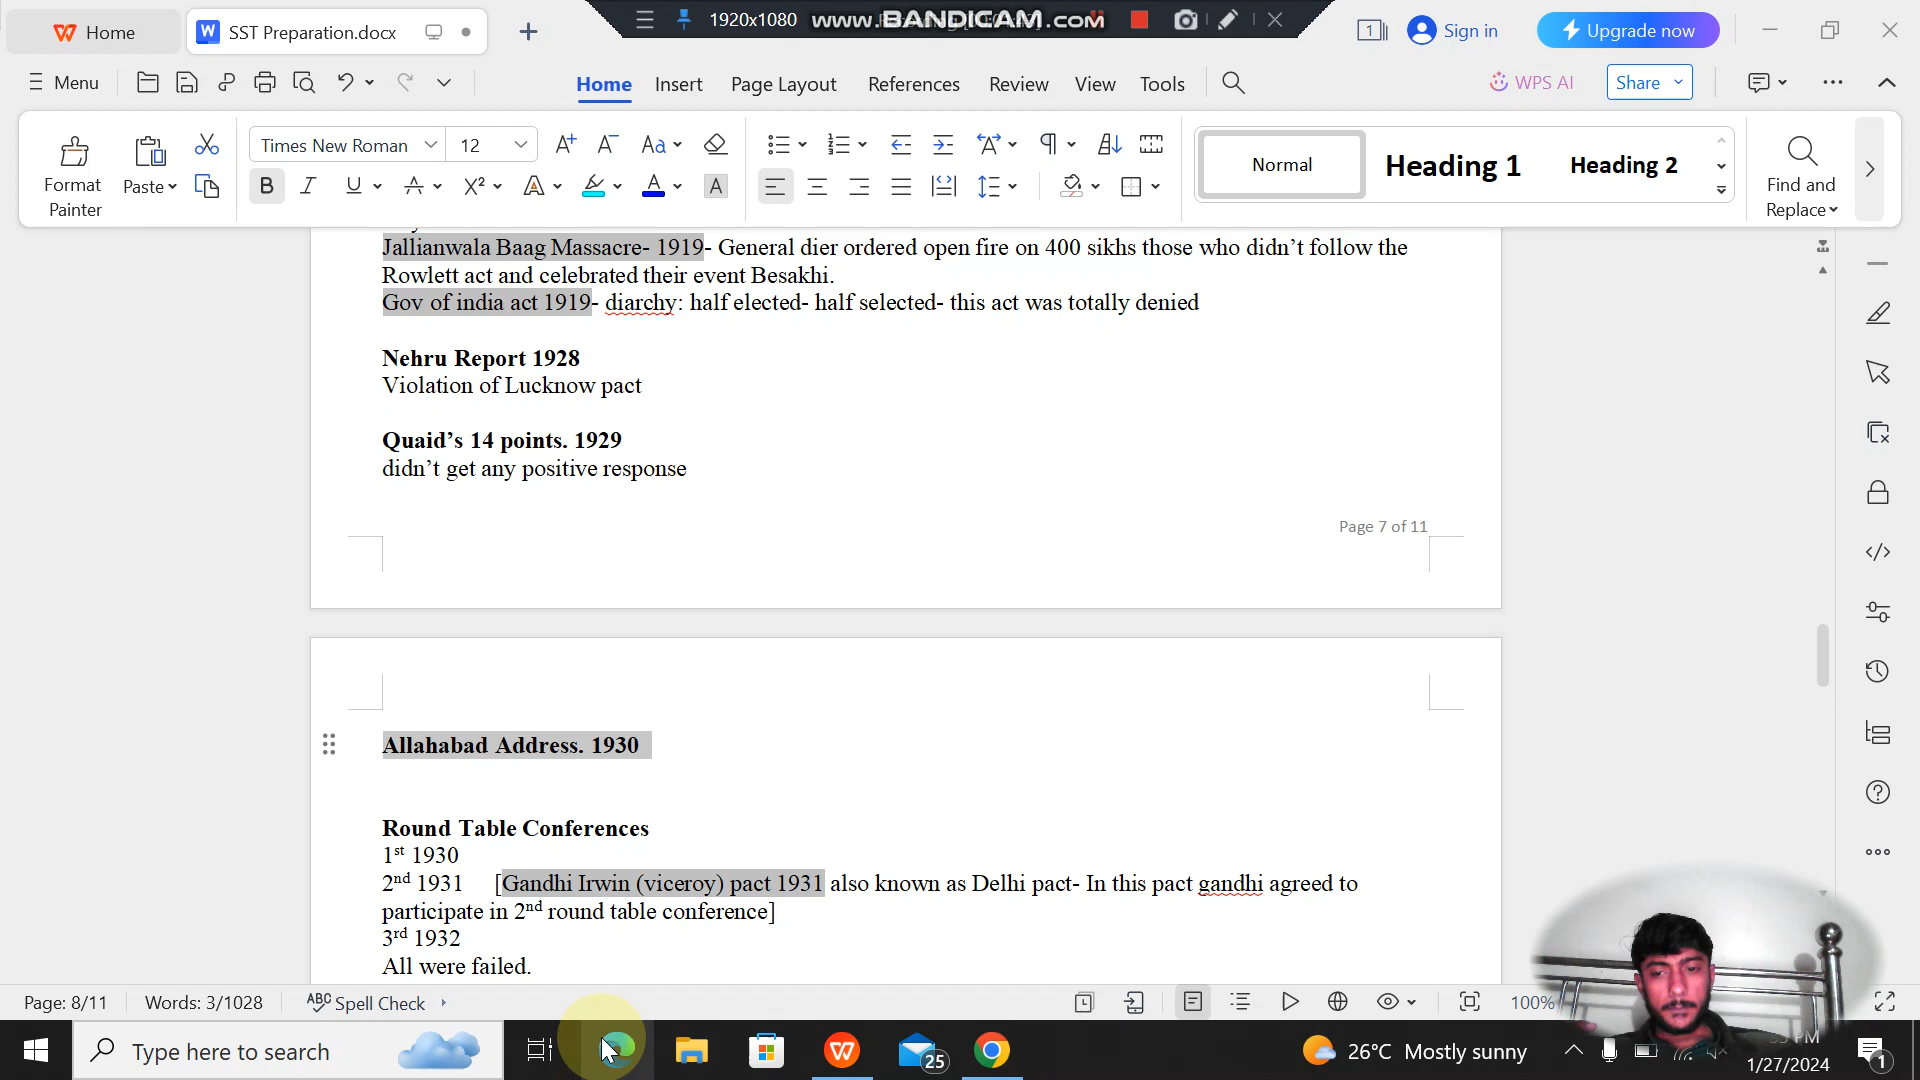 Home
SST Preparation.docx
1920x1080
www.BANDICAM.com
Sign in
Upgrade now
Menu
Home
Insert
Page Layout
References
Review
View
Tools
WPS AI
Share
Format Painter
Paste
Times New Roman
12
Normal
Heading 1
Heading 2
Find and Replace
Jallianwala Baag Massacre- 1919- General dier ordered open fire on 400 sikhs those who didn’t follow the
Rowlett act and celebrated their event Besakhi.
Gov of india act 1919- diarchy: half elected- half selected- this act was totally denied
Nehru Report 1928
Violation of Lucknow pact
Quaid’s 14 points. 1929
didn’t get any positive response
Page 7 of 11
Allahabad Address. 1930
Round Table Conferences
1st 1930
2nd 1931 [Gandhi Irwin (viceroy) pact 1931 also known as Delhi pact- In this pact gandhi agreed to
participate in 2nd round table conference]
3rd 1932
All were failed.
Page: 8/11
Words: 3/1028
Spell Check
100%
Type here to search
25
26°C Mostly sunny
PM
1/27/2024
1